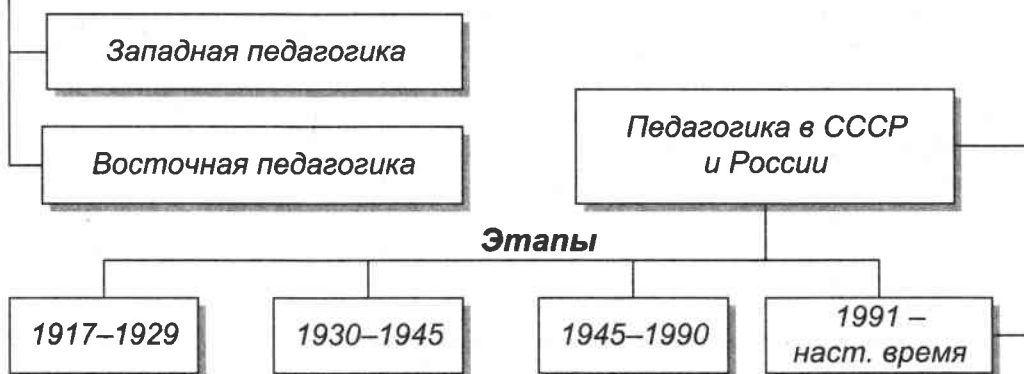 Западная педагогика
Восточная педагогика
Педагогика в СССР
и России
Этапы
1917–1929
1930–1945
1945–1990
1991 –
наст. время